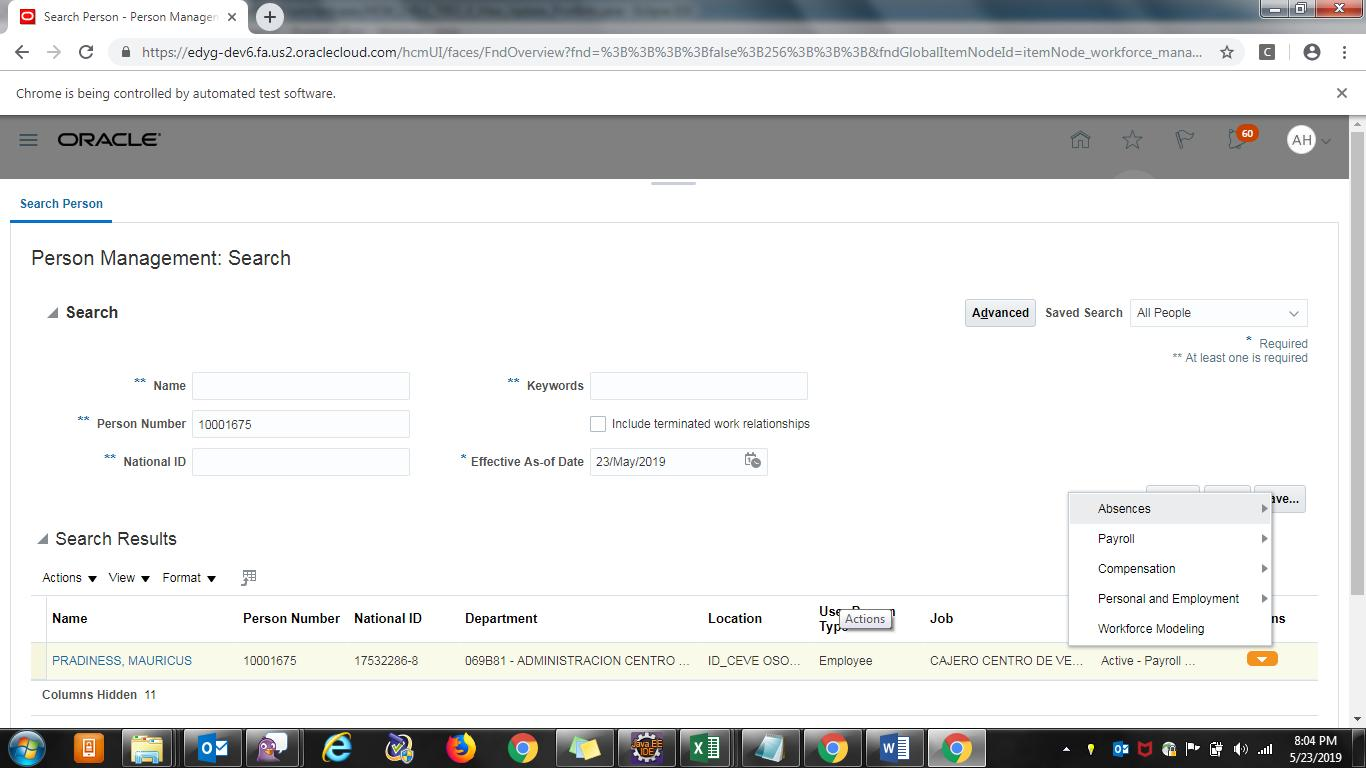 Search Person - Person Managen
https://edyg-dev6.fa.us2.oraclecloud.com/hcmUI/faces/FndOverview?fnd=%3B%3B%3B%3Bfalse%3B256%3B%3B%3B&fndGlobalItemNodeId=itemNode_workforce_mana...
C
Chrome is being controlled by automated test software.
ORACLE
60
AH
Search Person
Person Management: Search
Search
Advanced
Saved Search
All People
* Required
** At least one is required
** Name
** Keywords
** Person Number 10001675
Include terminated work relationships
** National ID
* Effective As-of Date 23/May/2019
ave...
Absences
Payroll
Compensation
Personal and Employment
Workforce Modeling
Search Results
Actions View Format
Name Person Number National ID Department Location Job
Actions
PRADINESS, MAURICUS 10001675 17532286-8 069B81 - ADMINISTRACION CENTRO ... ID_CEVE OSO... Employee CAJERO CENTRO DE VE... Active - Payroll ...
Columns Hidden 11
Java EE
IDE
8:04 PM
5/23/2019